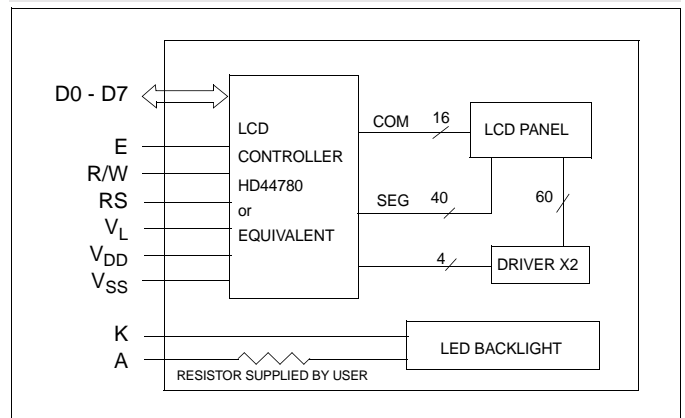 D0 - D7
E
R/W
RS
VL
VDD
VSS
K
A
LCD
CONTROLLER
HD44780
or
EQUIVALENT
COM 16
LCD PANEL
SEG 40
60
4
DRIVER X2
LED BACKLIGHT
RESISTOR SUPPLIED BY USER